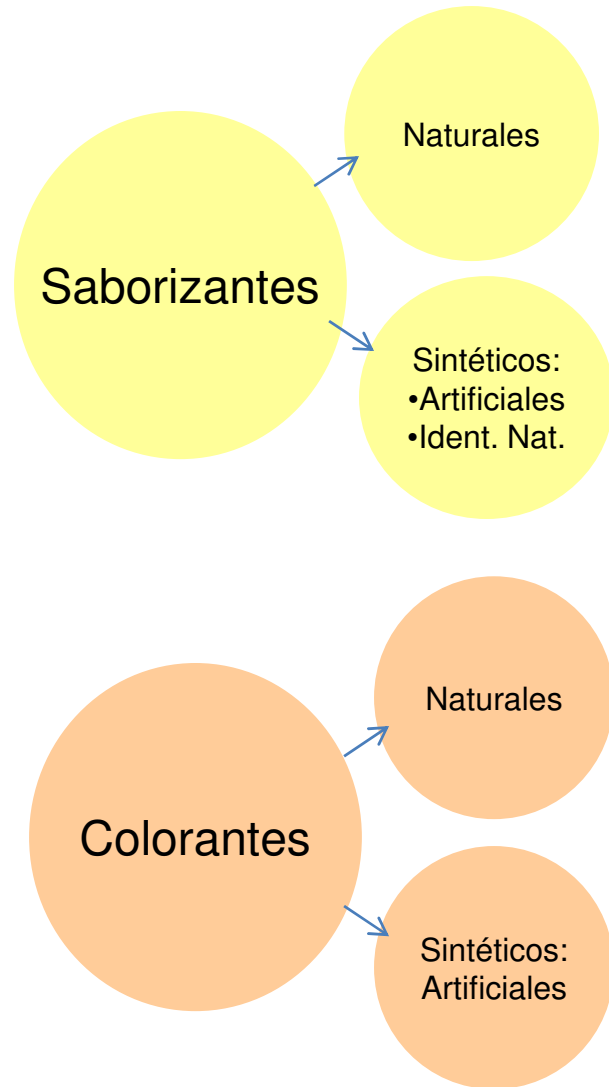 Saborizantes
Naturales
Sintéticos:
•Artificiales
•Ident. Nat.
Colorantes
Naturales
Sintéticos:
Artificiales